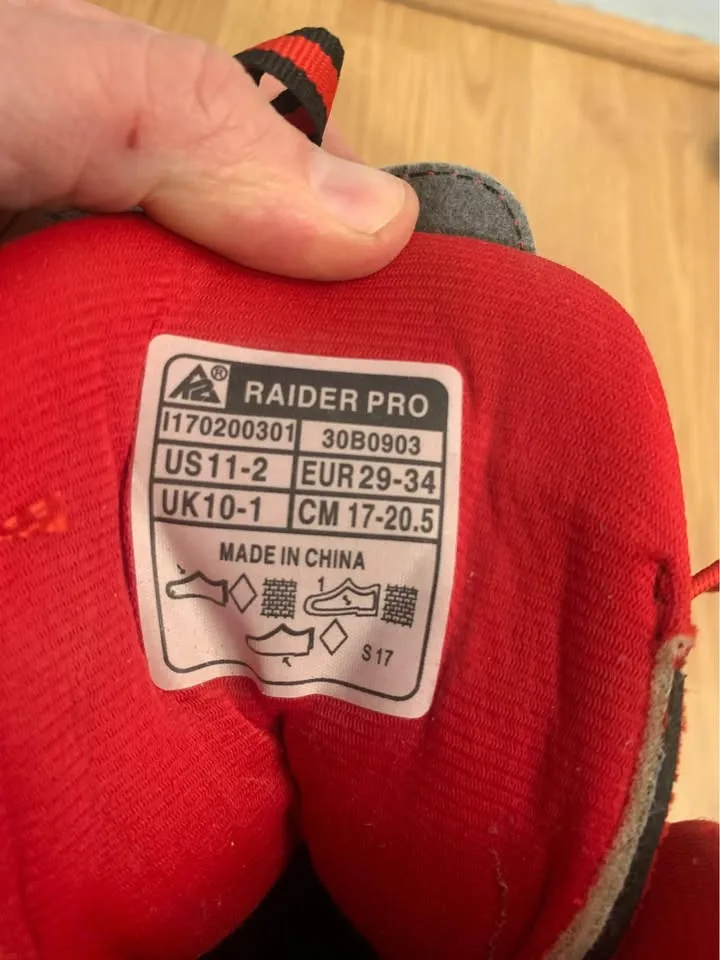 K2® RAIDER PRO
I170200301 30B0903
US11-2 EUR29-34
UK10-1 CM 17-20.5
MADE IN CHINA
1
S17